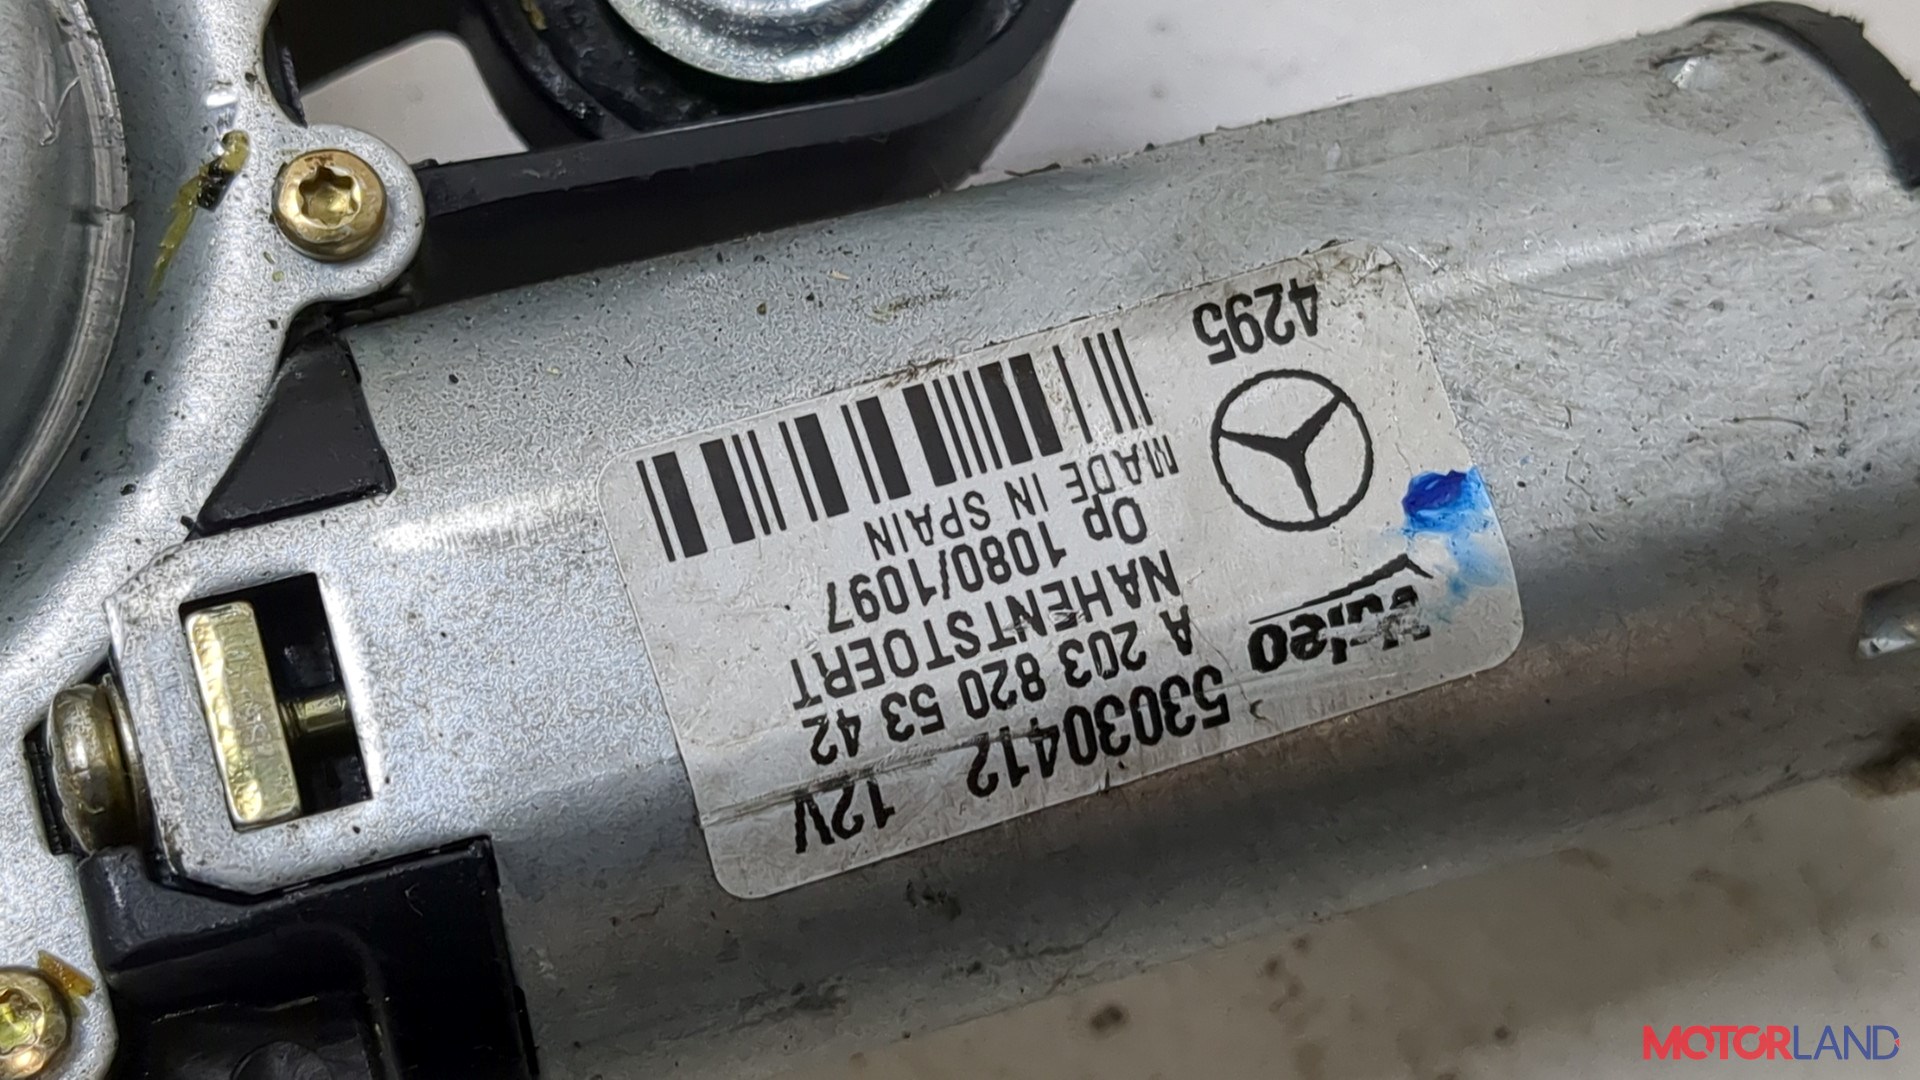 Valeo
53030412 12V
A 203 820 53 42
NAHENTSTOERT
Op 1080/1097
MADE IN SPAIN
4295
MOTORLAND